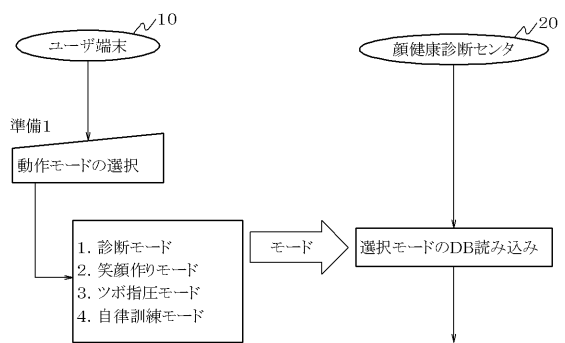 10
ユーザ端末
20
顔健康診断センタ
準備1
動作モードの選択
1. 診断モード
2. 笑顔作りモード
3. ツボ指圧モード
4. 自律訓練モード
モード
選択モードのDB読み込み